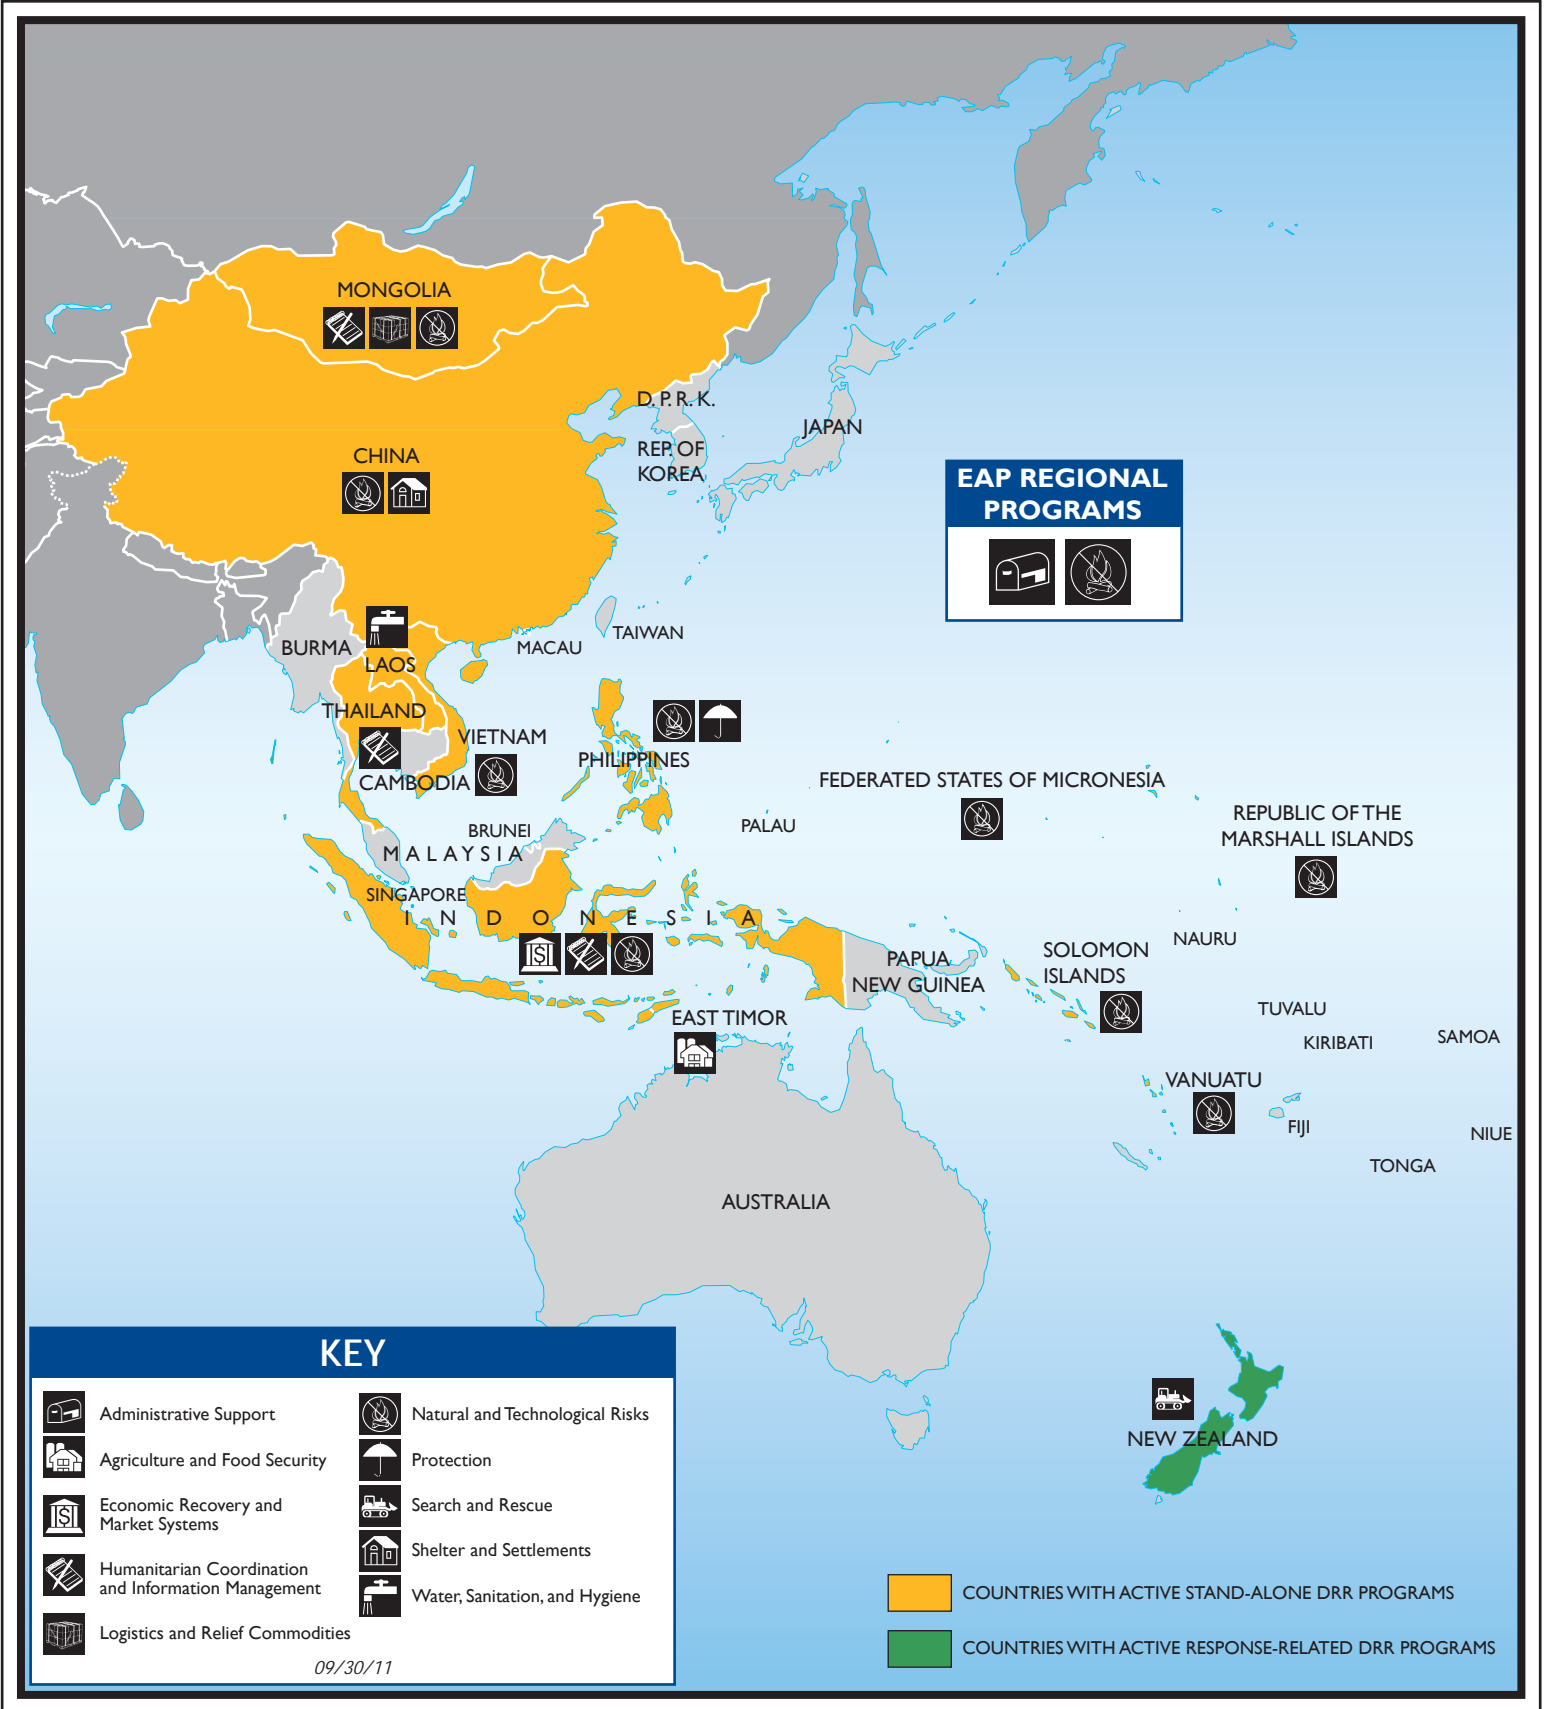 MONGOLIA
D. P. R. K.
JAPAN
REP. OF
KOREA
CHINA
EAP REGIONAL
PROGRAMS
TAIWAN
MACAU
BURMA
LAOS
THAILAND
VIETNAM
PHILIPPINES
CAMBODIA
FEDERATED STATES OF MICRONESIA
REPUBLIC OF THE
MARSHALL ISLANDS
PALAU
BRUNEI
MALAYSIA
SINGAPORE
INDONESIA
NAURU
SOLOMON
ISLANDS
PAPUA
NEW GUINEA
TUVALU
EAST TIMOR
KIRIBATI
SAMOA
VANUATU
FIJI
NIUE
TONGA
AUSTRALIA
NEW ZEALAND
KEY
Administrative Support
Agriculture and Food Security
Economic Recovery and
Market Systems
Humanitarian Coordination
and Information Management
Logistics and Relief Commodities
Natural and Technological Risks
Protection
Search and Rescue
Shelter and Settlements
Water, Sanitation, and Hygiene
09/30/11
COUNTRIES WITH ACTIVE STAND-ALONE DRR PROGRAMS
COUNTRIES WITH ACTIVE RESPONSE-RELATED DRR PROGRAMS